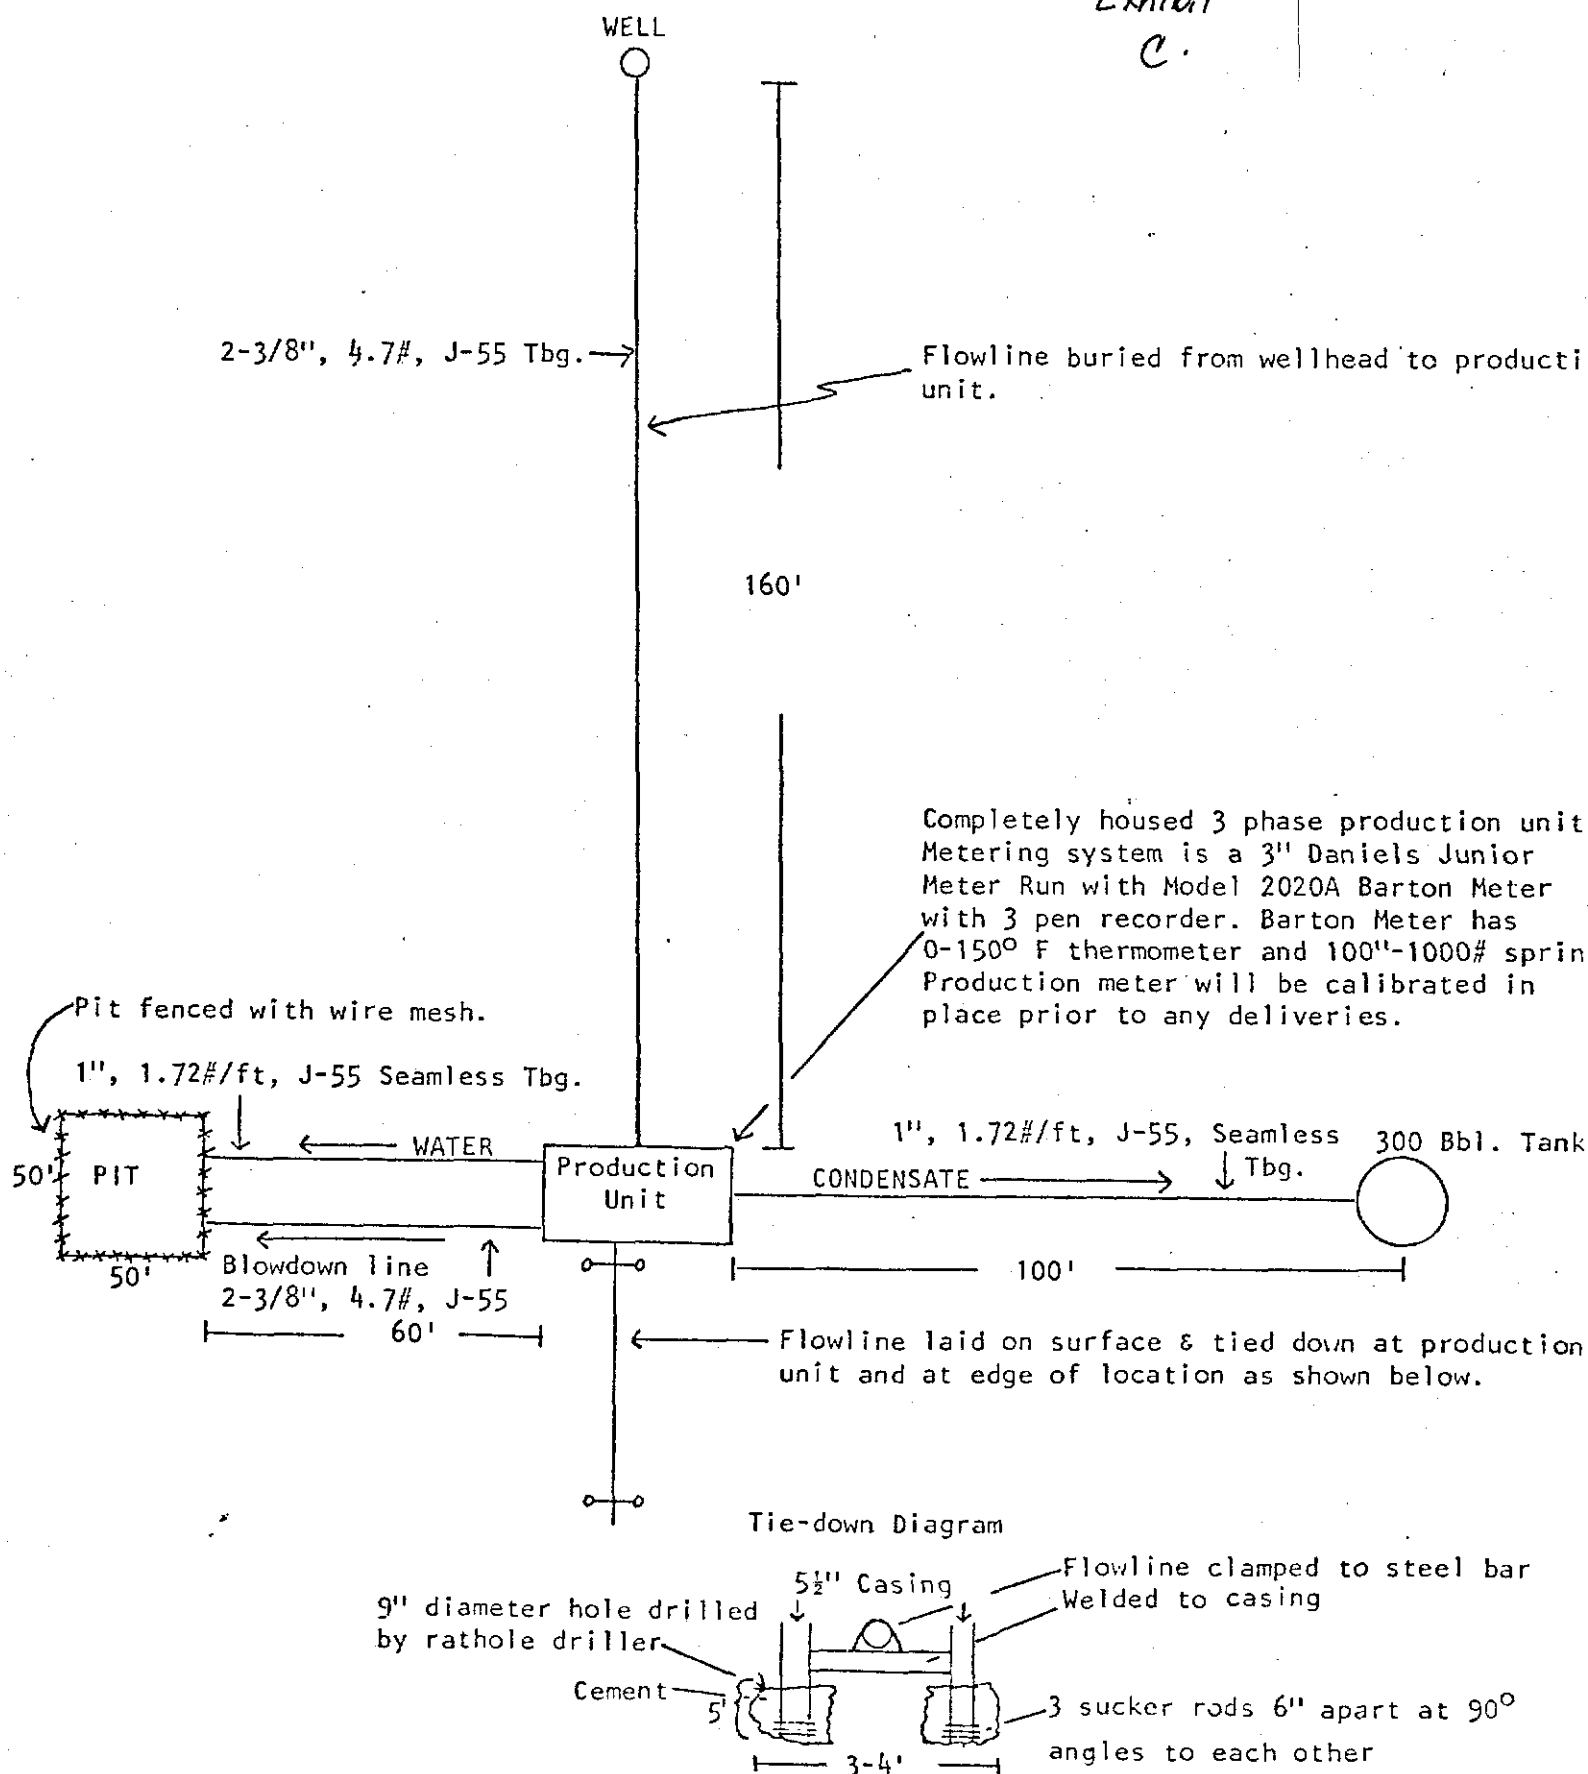 Exhibit
C.
WELL
2-3/8", 4.7#, J-55 Tbg.
Flowline buried from wellhead to producti
unit.
160'
Completely housed 3 phase production unit
Metering system is a 3" Daniels Junior
Meter Run with Model 2020A Barton Meter
with 3 pen recorder. Barton Meter has
0-150° F thermometer and 100"-1000# sprin
Production meter will be calibrated in
place prior to any deliveries.
Pit fenced with wire mesh.
1", 1.72#/ft, J-55 Seamless Tbg.
WATER
50'
PIT
50'
Production
Unit
1", 1.72#/ft, J-55, Seamless
Tbg.
300 Bbl. Tank
CONDENSATE
Blowdown line
2-3/8", 4.7#, J-55
60'
100'
Flowline laid on surface & tied down at production
unit and at edge of location as shown below.
Tie-down Diagram
5½" Casing
Flowline clamped to steel bar
Welded to casing
9" diameter hole drilled
by rathole driller
Cement
5'
3 sucker rods 6" apart at 90°
angles to each other
3-4'